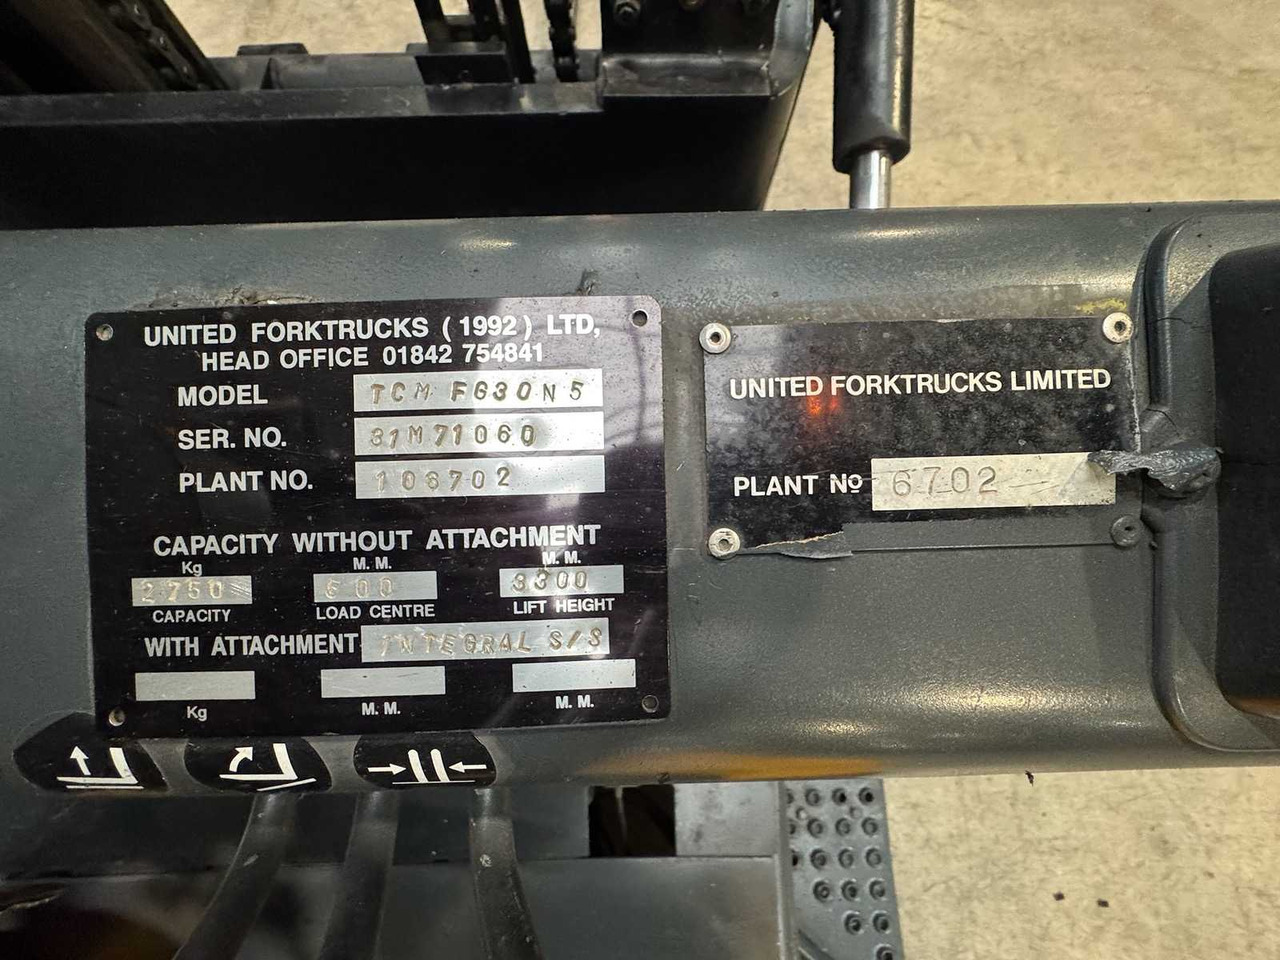 UNITED FORKTRUCKS ( 1992 ) LTD,
HEAD OFFICE 01842 754841
MODEL TCM FG30N5
SER. NO. 31M71060
PLANT NO. 106702
CAPACITY WITHOUT ATTACHMENT
Kg M. M. M. M.
2750 600 3300
CAPACITY LOAD CENTRE LIFT HEIGHT
WITH ATTACHMENT INTEGRAL S/S
Kg M. M. M. M.
UNITED FORKTRUCKS LIMITED
PLANT Nº 6702